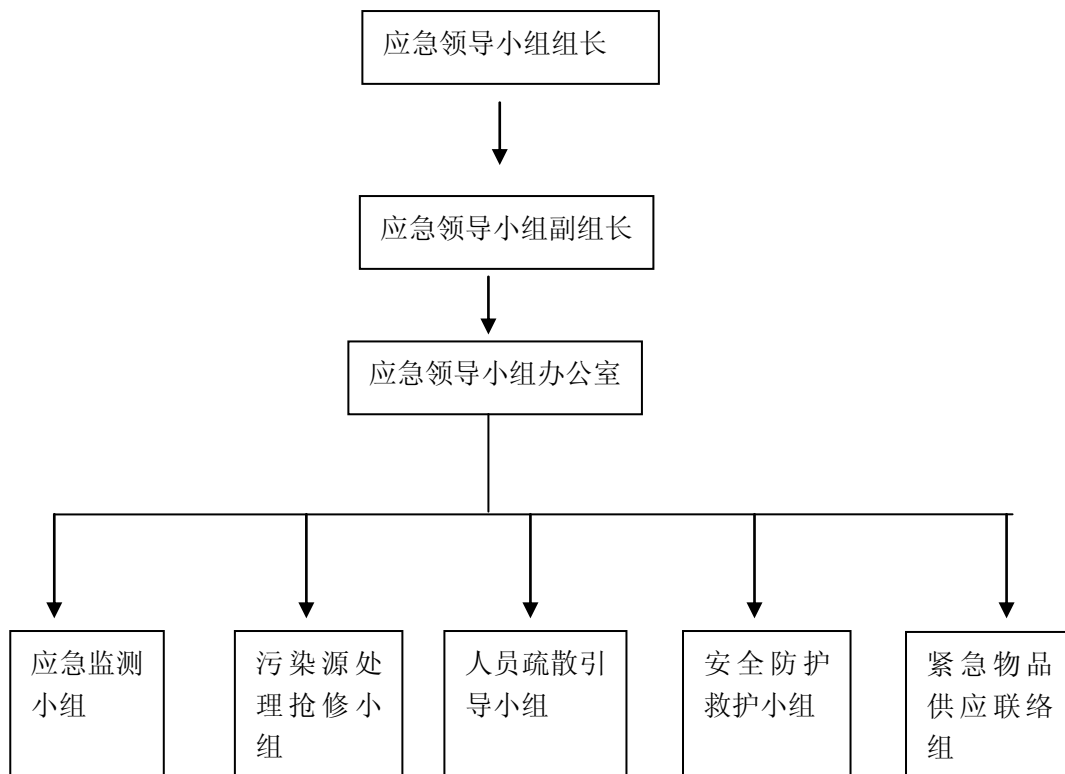 应急领导小组组长
应急领导小组副组长
应急领导小组办公室
应急监测
小组
污染源处
理抢修小
组
人员疏散引
导小组
安全防护
救护小组
紧急物品
供应联络
组